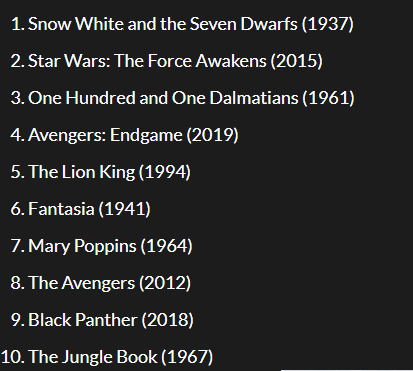 1. Snow White and the Seven Dwarfs (1937)
2. Star Wars: The Force Awakens (2015)
3. One Hundred and One Dalmatians (1961)
4. Avengers: Endgame (2019)
5. The Lion King (1994)
6. Fantasia (1941)
7. Mary Poppins (1964)
8. The Avengers (2012)
9. Black Panther (2018)
10. The Jungle Book (1967)